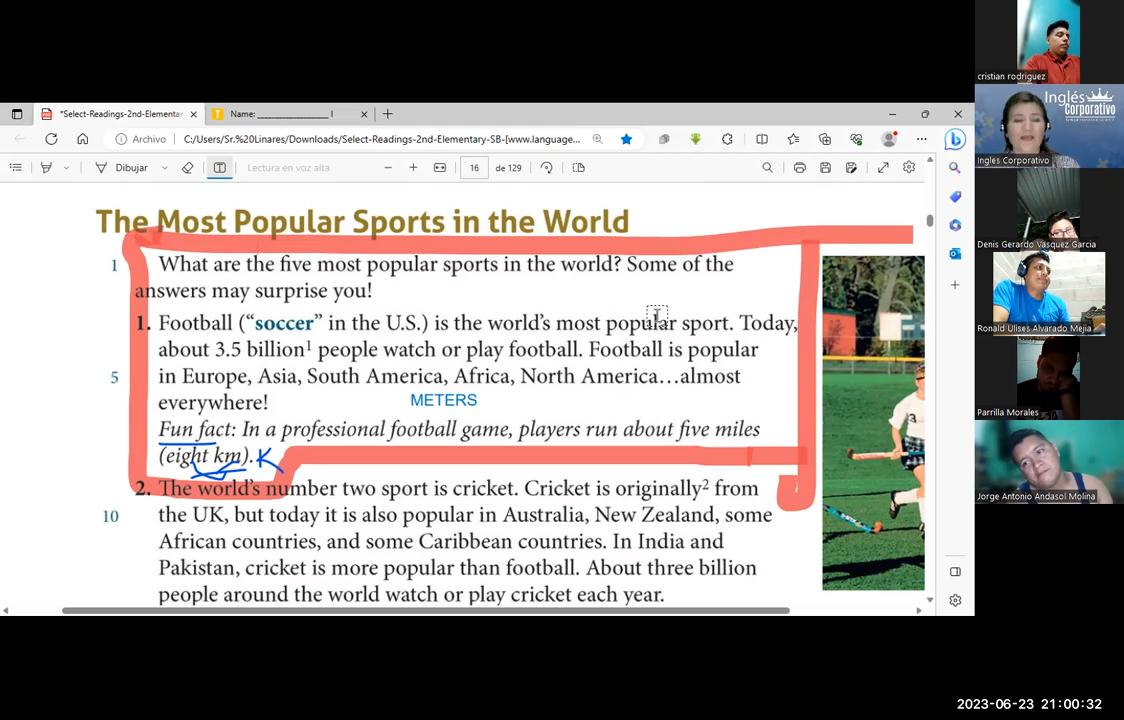 *Select-Readings-2nd-Elementar
Name: ________________ I
Archivo
C:/Users/Sr.%20Linares/Downloads/Select-Readings-2nd-Elementary-SB-[www.language...
Dibujar
Lectura en voz alta
16
de 129
The Most Popular Sports in the World
1
What are the five most popular sports in the world? Some of the
answers may surprise you!
1. Football (“soccer” in the U.S.) is the world’s most popular sport. Today,
about 3.5 billion¹ people watch or play football. Football is popular
5
in Europe, Asia, South America, Africa, North America…almost
everywhere!
METERS
Fun fact: In a professional football game, players run about five miles
(eight km). K
2. The world’s number two sport is cricket. Cricket is originally² from
10
the UK, but today it is also popular in Australia, New Zealand, some
African countries, and some Caribbean countries. In India and
Pakistan, cricket is more popular than football. About three billion
people around the world watch or play cricket each year.
3
cristian rodriguez
Inglés
Corporativo
Ingles Corporativo
Denis Gerardo Vasquez Garcia
Ronald Ulises Alvarado Mejia
Parrilla Morales
Jorge Antonio Andasol Molina
2023-06-23 21:00:32